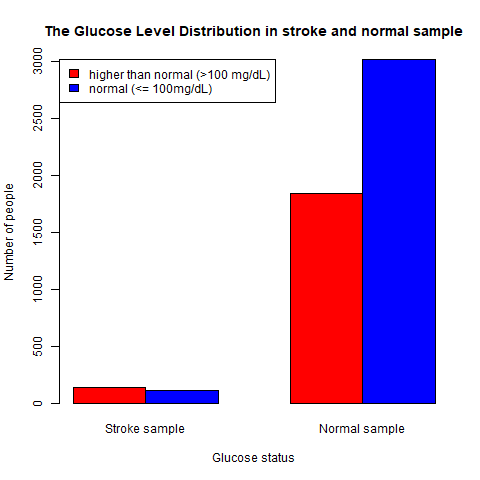 The Glucose Level Distribution in stroke and normal sample
higher than normal (>100 mg/dL)
normal (<= 100mg/dL)
Number of people
3000
2500
2000
1500
1000
500
0
Stroke sample
Normal sample
Glucose status